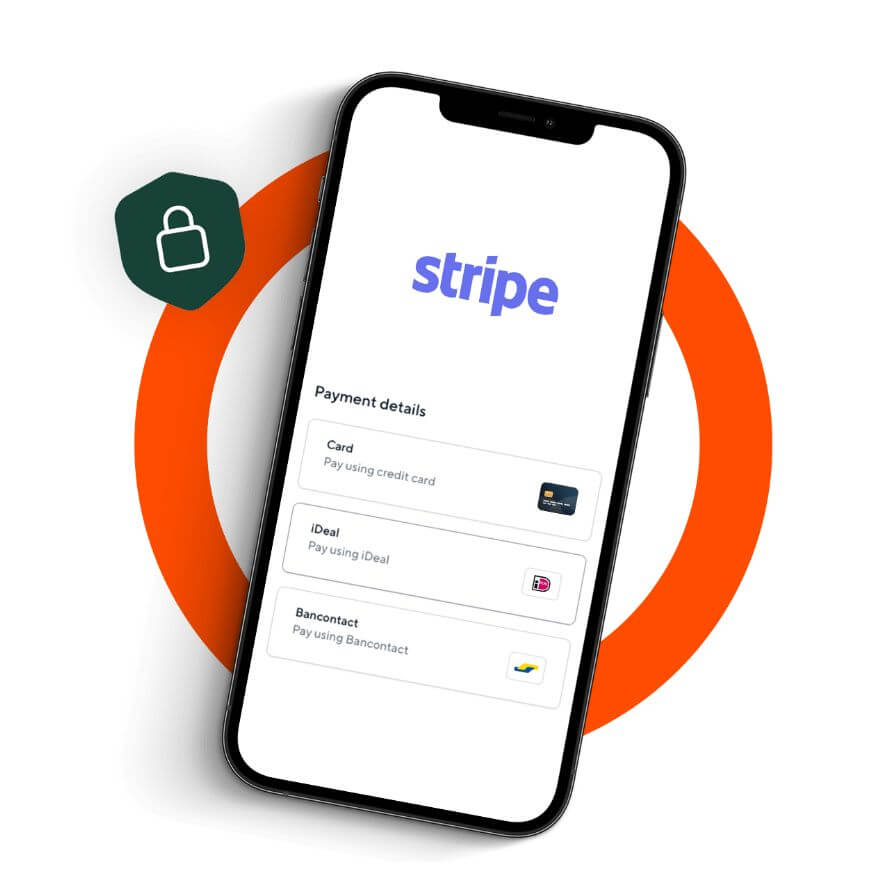 stripe
Payment details
Card
Pay using credit card
iDeal
Pay using iDeal
Bancontact
Pay using Bancontact